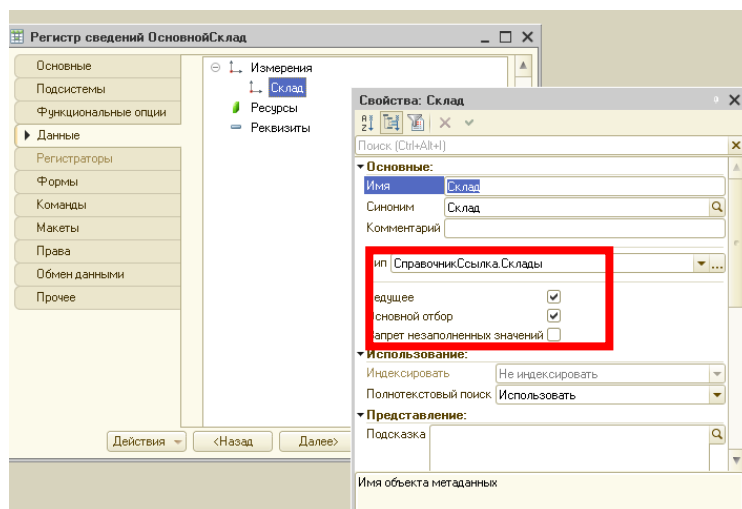 Регистр сведений ОсновнойСклад
Основные
Подсистемы
Функциональные опции
Данные
Регистраторы
Формы
Команды
Макеты
Права
Обмен данными
Прочее
Измерения
Склад
Ресурсы
Реквизиты
Действия
<Назад
Далее>
Свойства: Склад
Поиск (Ctrl+Alt+I)
Основные:
Имя Склад
Синоним Склад
Комментарий
ип СправочникСсылка.Склады
едущее
сновной отбор
апрет незаполненных значений
Использование:
Индексировать Не индексировать
Полнотекстовый поиск Использовать
Представление:
Подсказка
Имя объекта метаданных